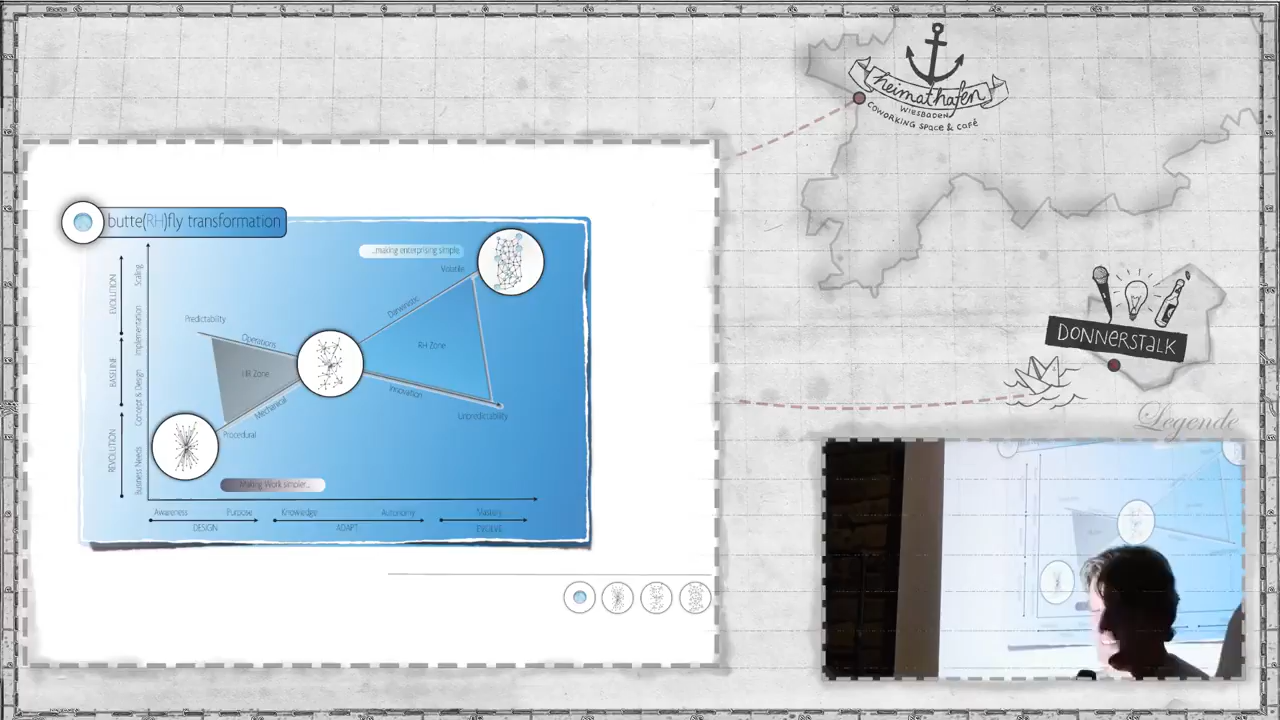 heimathafen
WIESBADEN
COWORKING SPACE & CAFÉ
butte(RH)fly transformation
...making enterprising simple
Volatile
EVOLUTION
Scaling
Darwinistic
Predictability
Operations
Implementation
RH Zone
HR Zone
BASELINE
Concept & Design
Innovation
Mechanical
Unpredictability
Procedural
REVOLUTION
Business Needs
Making Work simpler...
Awareness
Purpose
Knowledge
Autonomy
Mastery
DESIGN
ADAPT
EVOLVE
DONNERSTALK
Legende